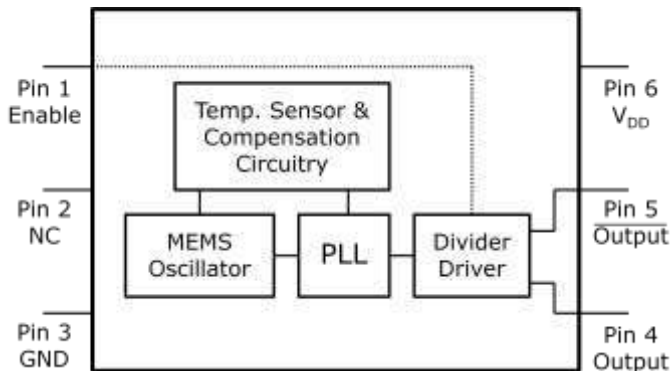 Pin 1
Enable
Pin 2
NC
Pin 3
GND
Temp. Sensor &
Compensation
Circuitry
MEMS
Oscillator
PLL
Divider
Driver
Pin 6
V_DD
Pin 5
Output
Pin 4
Output